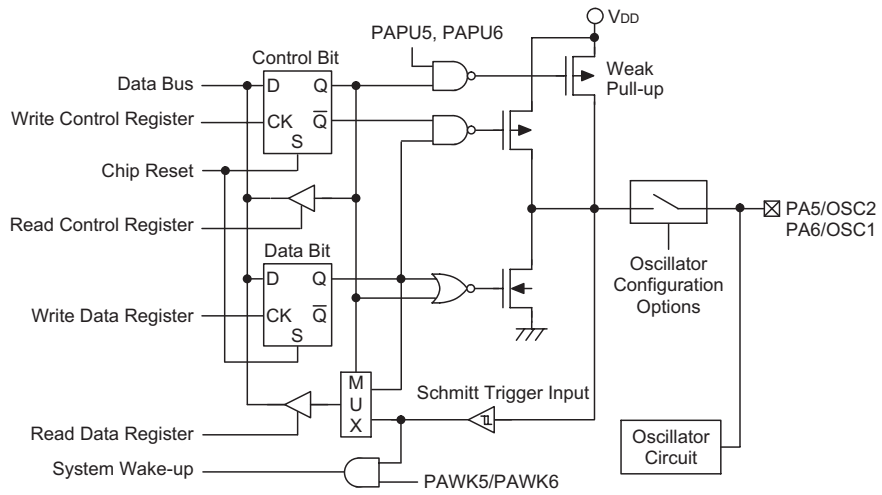 VDD
PAPU5, PAPU6
Control Bit
Weak
Pull-up
Data Bus
D
Q
Write Control Register
CK
Q
S
Chip Reset
Read Control Register
PA5/OSC2
PA6/OSC1
Data Bit
Oscillator
Configuration
Options
D
Q
Write Data Register
CK
Q
S
M
U
X
Schmitt Trigger Input
Read Data Register
Oscillator
Circuit
System Wake-up
PAWK5/PAWK6